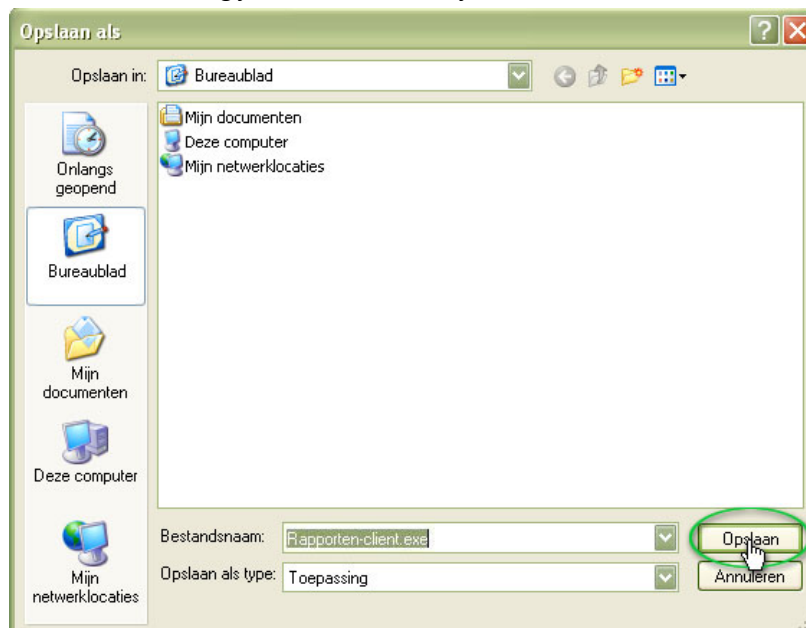 Opslaan als
Opslaan in:
Bureaublad
Mijn documenten
Deze computer
Mijn netwerklocaties
Onlangs
geopend
Bureaublad
Mijn
documenten
Deze computer
Mijn
netwerklocaties
Bestandsnaam:
Rapporten-client.exe
Opslaan
Opslaan als type:
Toepassing
Annuleren